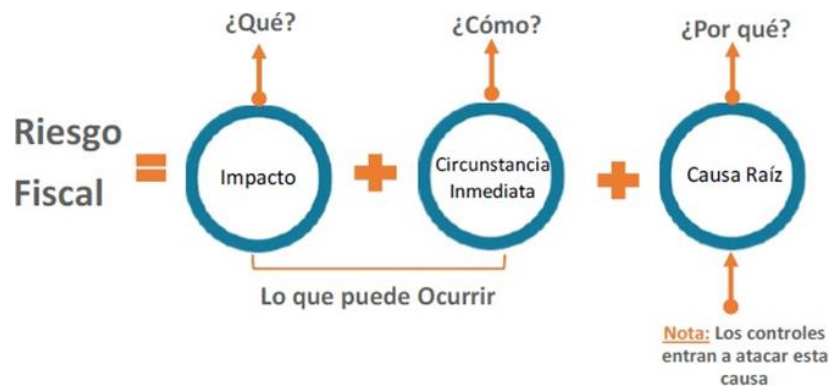 ¿Qué?
¿Cómo?
¿Por qué?
Riesgo
Fiscal
=
Impacto
+
Circunstancia
Inmediata
+
Causa Raíz
Lo que puede Ocurrir
Nota: Los controles
entran a atacar esta
causa